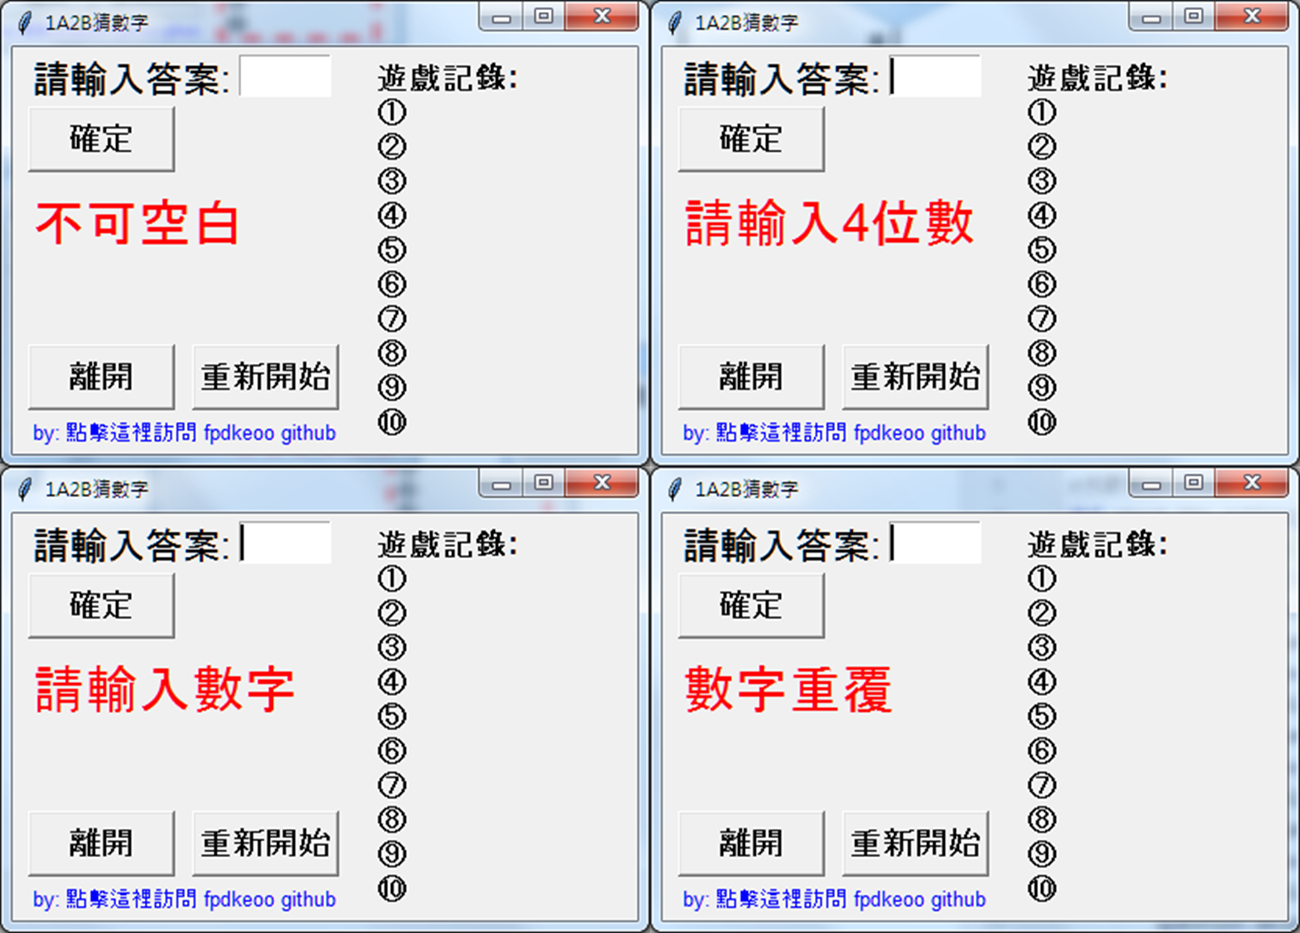 1A2B猜數字
請輸入答案:
確定
不可空白
離開 重新開始
by: 點擊這裡訪問 fpdkeoo github
遊戲記錄:
①
②
③
④
⑤
⑥
⑦
⑧
⑨
⑩
1A2B猜數字
請輸入答案:
確定
請輸入4位數
離開 重新開始
by: 點擊這裡訪問 fpdkeoo github
遊戲記錄:
①
②
③
④
⑤
⑥
⑦
⑧
⑨
⑩
1A2B猜數字
請輸入答案:
確定
請輸入數字
離開 重新開始
by: 點擊這裡訪問 fpdkeoo github
遊戲記錄:
①
②
③
④
⑤
⑥
⑦
⑧
⑨
⑩
1A2B猜數字
請輸入答案:
確定
數字重覆
離開 重新開始
by: 點擊這裡訪問 fpdkeoo github
遊戲記錄:
①
②
③
④
⑤
⑥
⑦
⑧
⑨
⑩